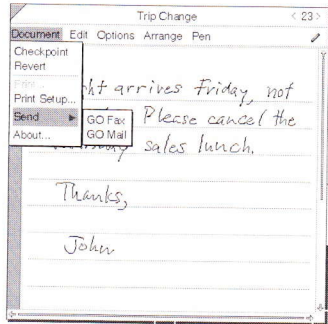 Trip Change < 23 >
Document Edit Options Arrange Pen
Checkpoint
Revert
Print...
Print Setup...
Send ▶
About...
GO Fax
GO Mail
arrives Friday, not
Please cancel the
sales lunch.
Thanks,
John